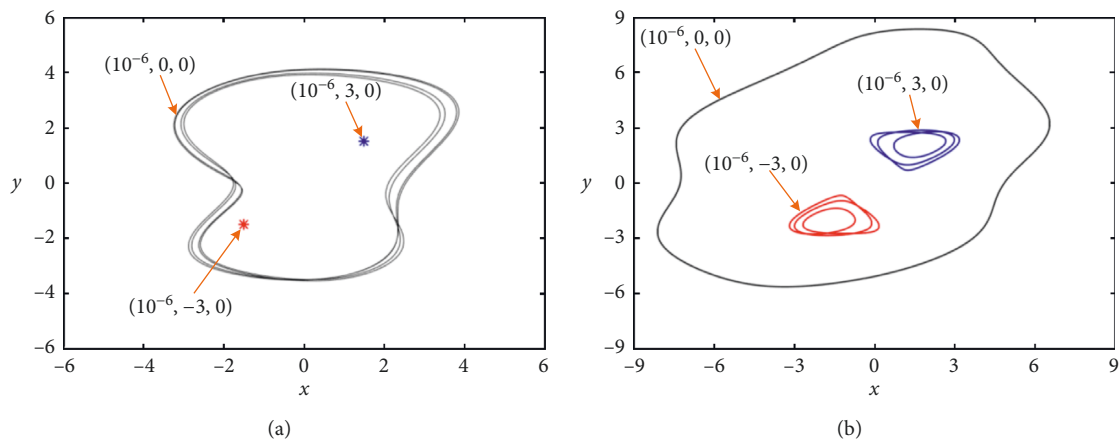 6
4
2
0
−2
−4
−6
y
(10⁻⁶, 0, 0)
(10⁻⁶, 3, 0)
(10⁻⁶, −3, 0)
−6 −4 −2 0 2 4 6
x
(a)
9
6
3
0
−3
−6
−9
y
(10⁻⁶, 0, 0)
(10⁻⁶, 3, 0)
(10⁻⁶, −3, 0)
−9 −6 −3 0 3 6 9
x
(b)